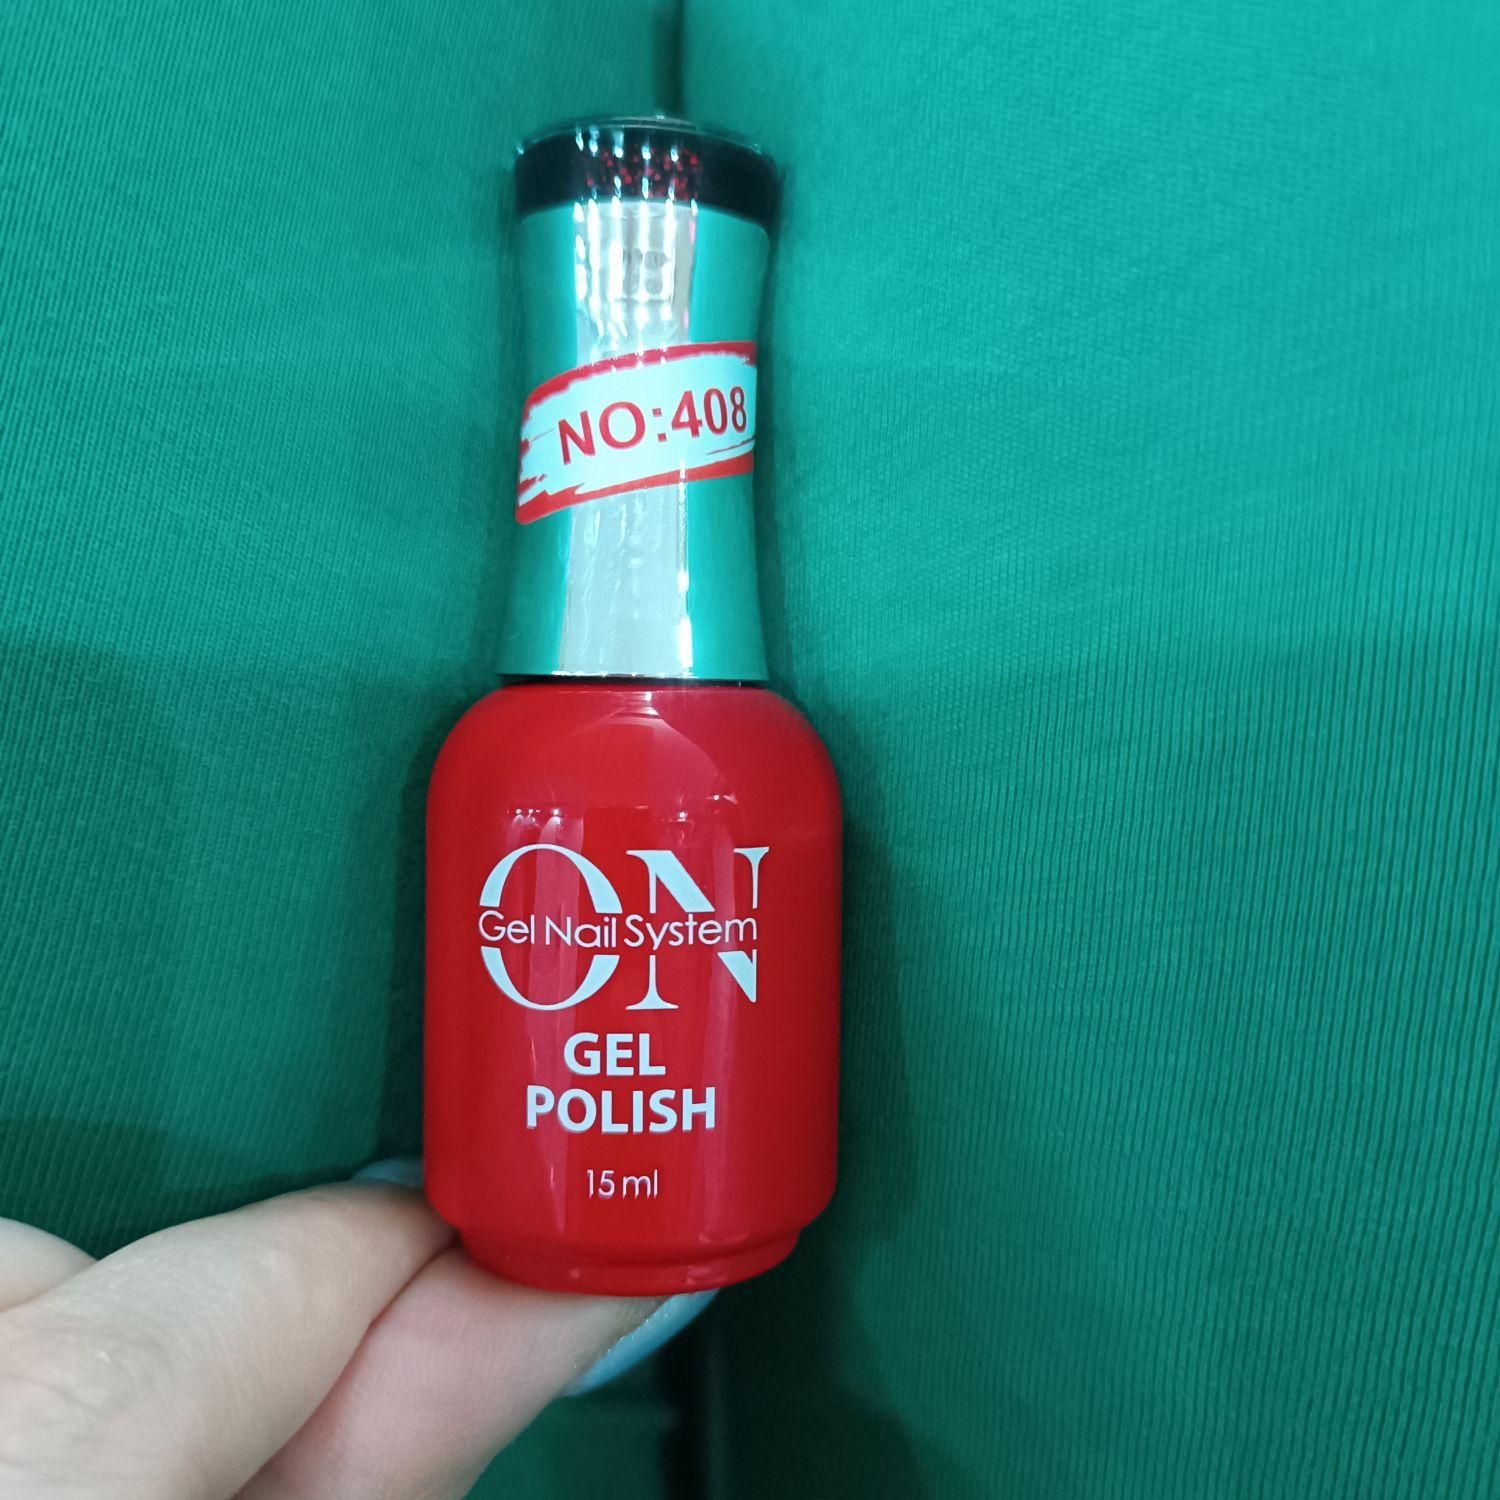 NO:408
ON
Gel Nail System
GEL
POLISH
15 ml